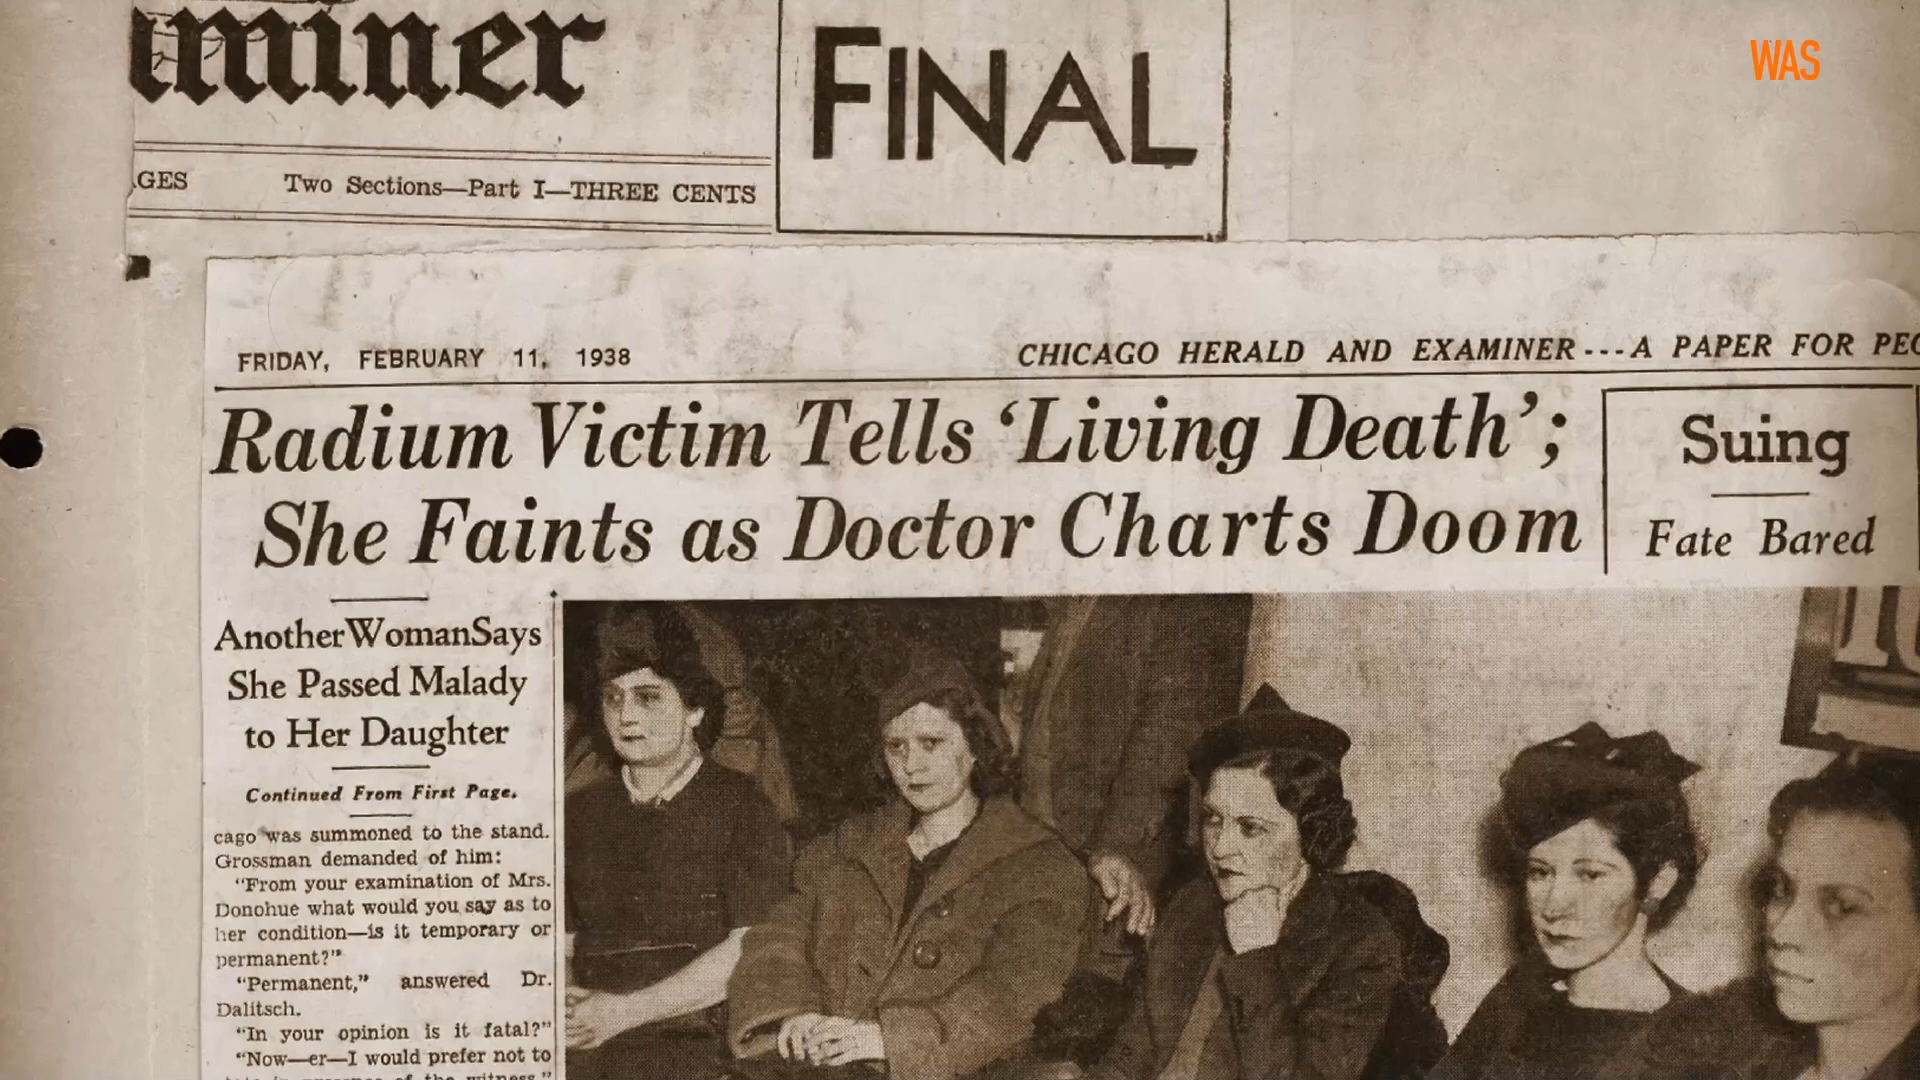 aminer
FINAL
WAS
GES Two Sections—Part I—THREE CENTS
FRIDAY, FEBRUARY 11, 1938 CHICAGO HERALD AND EXAMINER---A PAPER FOR PEO
Radium Victim Tells ‘Living Death’;
She Faints as Doctor Charts Doom
Suing
Fate Bared
Another Woman Says
She Passed Malady
to Her Daughter
Continued From First Page.
cago was summoned to the stand.
Grossman demanded of him:
“From your examination of Mrs.
Donohue what would you say as to
her condition—is it temporary or
permanent?”
“Permanent,” answered Dr.
Dalitsch.
“In your opinion is it fatal?”
“Now—er—I would prefer not to
of the witness.”